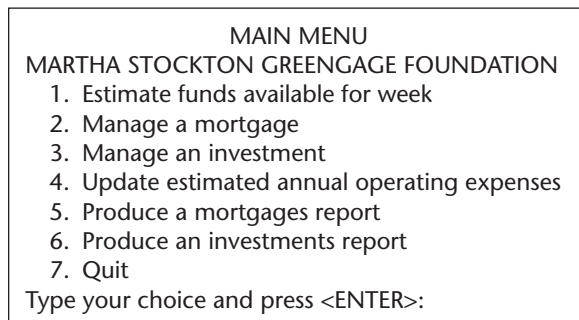 MAIN MENU
MARTHA STOCKTON GREENGAGE FOUNDATION
1. Estimate funds available for week
2. Manage a mortgage
3. Manage an investment
4. Update estimated annual operating expenses
5. Produce a mortgages report
6. Produce an investments report
7. Quit
Type your choice and press <ENTER>: